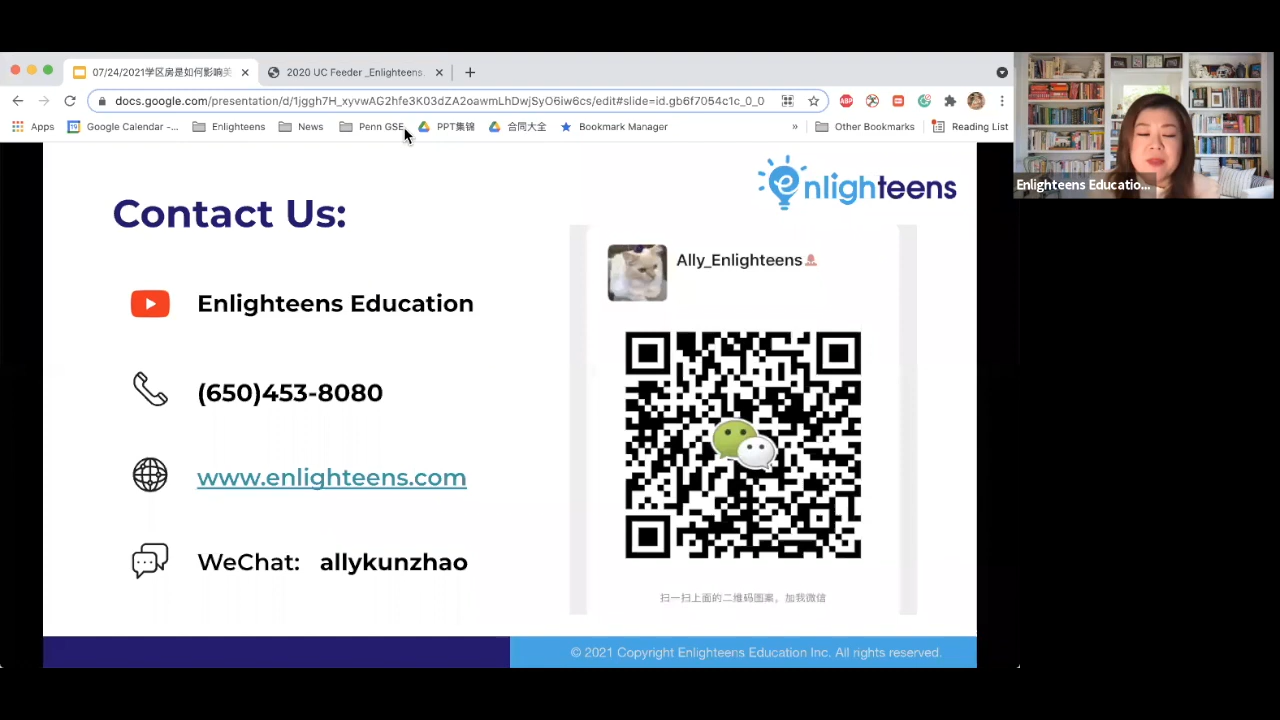 07/24/2021学区房是如何影响美
2020 UC Feeder _Enlighteens
docs.google.com/presentation/d/1jggh7H_xyxwAG2hfe3K03dZA2oawmLhDwjSyO6iw6cs/edit#slide=id.gb6f7054c1c_0_0
Apps
Google Calendar -...
Enlighteens
News
Penn GSE
PPT集锦
合同大全
Bookmark Manager
»
Other Bookmarks
Reading List
Enlighteens Educatio...
enlighteens
Contact Us:
Ally_Enlighteens
Enlighteens Education
(650)453-8080
www.enlighteens.com
WeChat: allykunzhao
扫一扫上面的二维码图案，加我微信
© 2021 Copyright Enlighteens Education Inc. All rights reserved.